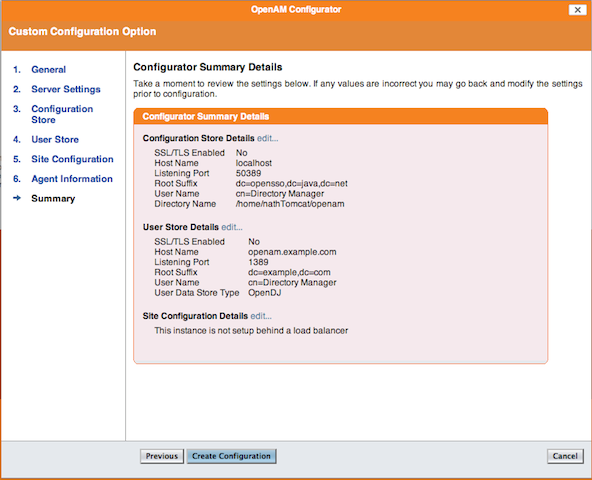 OpenAM Configurator
Custom Configuration Option
1. General
2. Server Settings
3. Configuration
Store
4. User Store
5. Site Configuration
6. Agent Information
Summary
Configurator Summary Details
Take a moment to review the settings below. If any values are incorrect you may go back and modify the settings
prior to configuration.
Configurator Summary Details
Configuration Store Details edit...
SSL/TLS Enabled No
Host Name localhost
Listening Port 50389
Root Suffix dc=opensso,dc=java,dc=net
User Name cn=Directory Manager
Directory Name /home/nathTomcat/openam
User Store Details edit...
SSL/TLS Enabled No
Host Name openam.example.com
Listening Port 1389
Root Suffix dc=example,dc=com
User Name cn=Directory Manager
User Data Store Type OpenDJ
Site Configuration Details edit...
This instance is not setup behind a load balancer
Previous Create Configuration Cancel